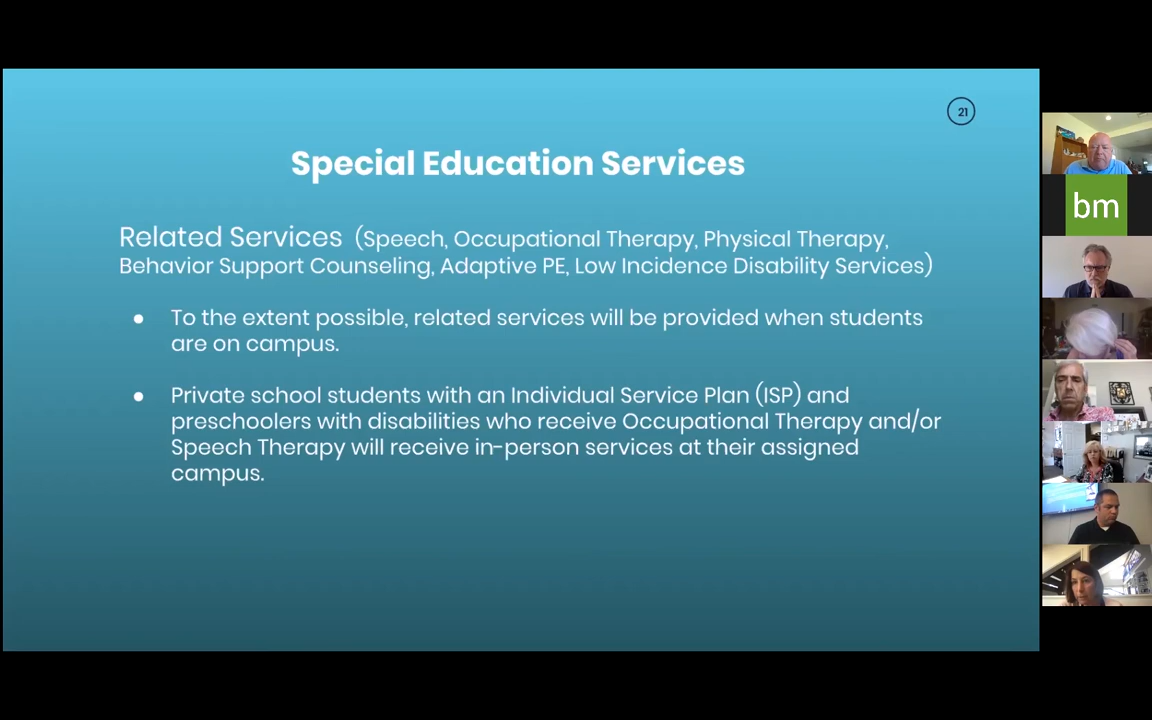 21
Special Education Services
Related Services (Speech, Occupational Therapy, Physical Therapy,
Behavior Support Counseling, Adaptive PE, Low Incidence Disability Services)
● To the extent possible, related services will be provided when students
are on campus.
● Private school students with an Individual Service Plan (ISP) and
preschoolers with disabilities who receive Occupational Therapy and/or
Speech Therapy will receive in-person services at their assigned
campus.
bm